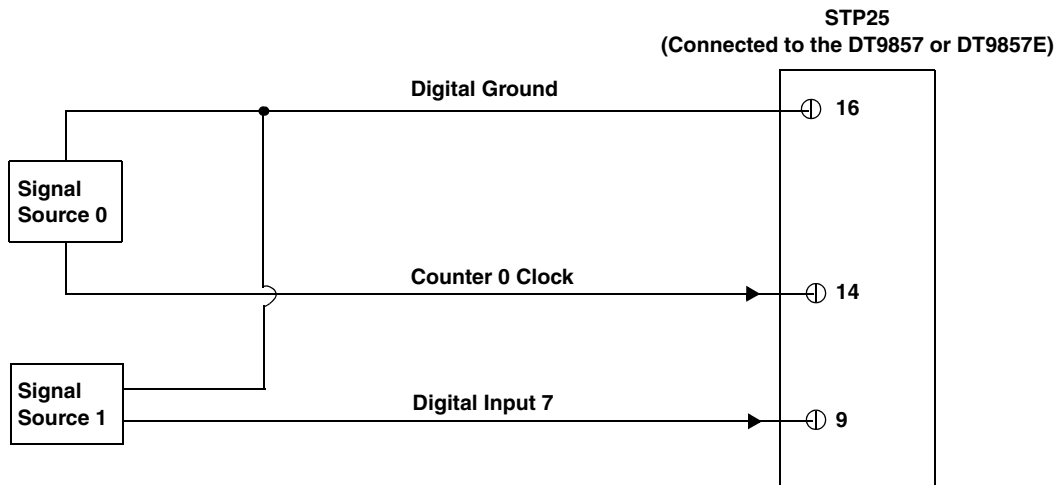 STP25
(Connected to the DT9857 or DT9857E)
Digital Ground
16
Signal
Source 0
Counter 0 Clock
14
Signal
Source 1
Digital Input 7
9